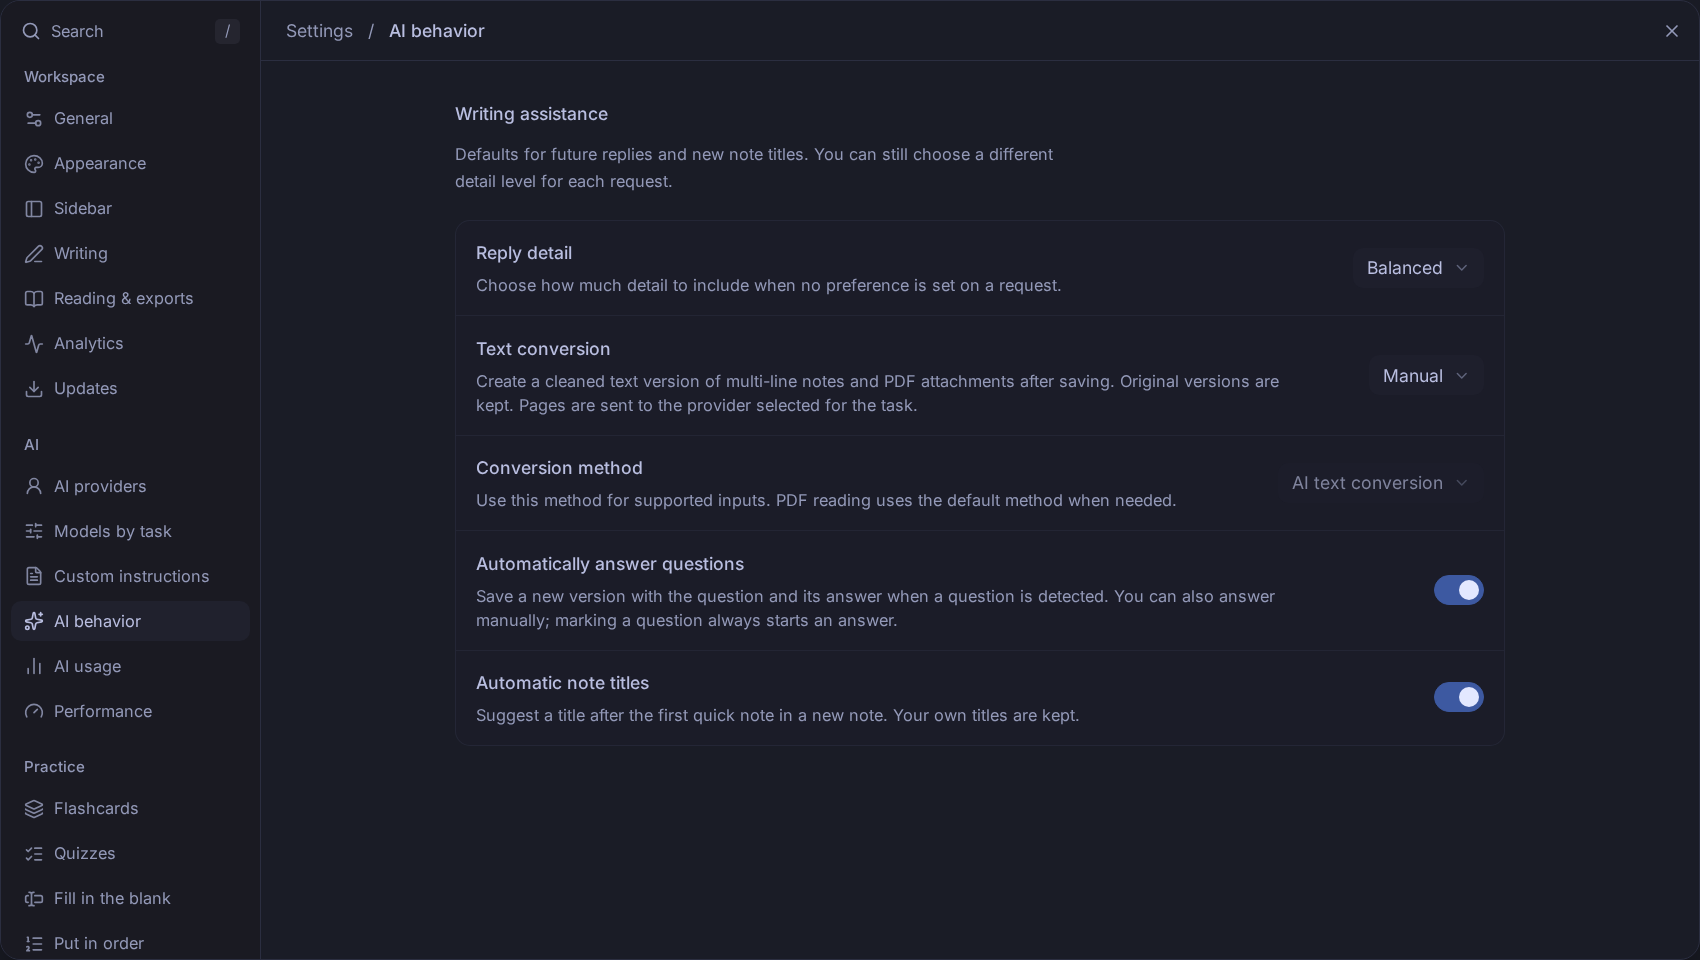 Search
/
Workspace
General
Appearance
Sidebar
Writing
Reading & exports
Analytics
Updates
AI
AI providers
Models by task
Custom instructions
AI behavior
AI usage
Performance
Practice
Flashcards
Quizzes
Fill in the blank
Put in order
Settings / AI behavior
Writing assistance
Defaults for future replies and new note titles. You can still choose a different
detail level for each request.
Reply detail
Choose how much detail to include when no preference is set on a request.
Balanced
Text conversion
Create a cleaned text version of multi-line notes and PDF attachments after saving. Original versions are
kept. Pages are sent to the provider selected for the task.
Manual
Conversion method
Use this method for supported inputs. PDF reading uses the default method when needed.
AI text conversion
Automatically answer questions
Save a new version with the question and its answer when a question is detected. You can also answer
manually; marking a question always starts an answer.
Automatic note titles
Suggest a title after the first quick note in a new note. Your own titles are kept.